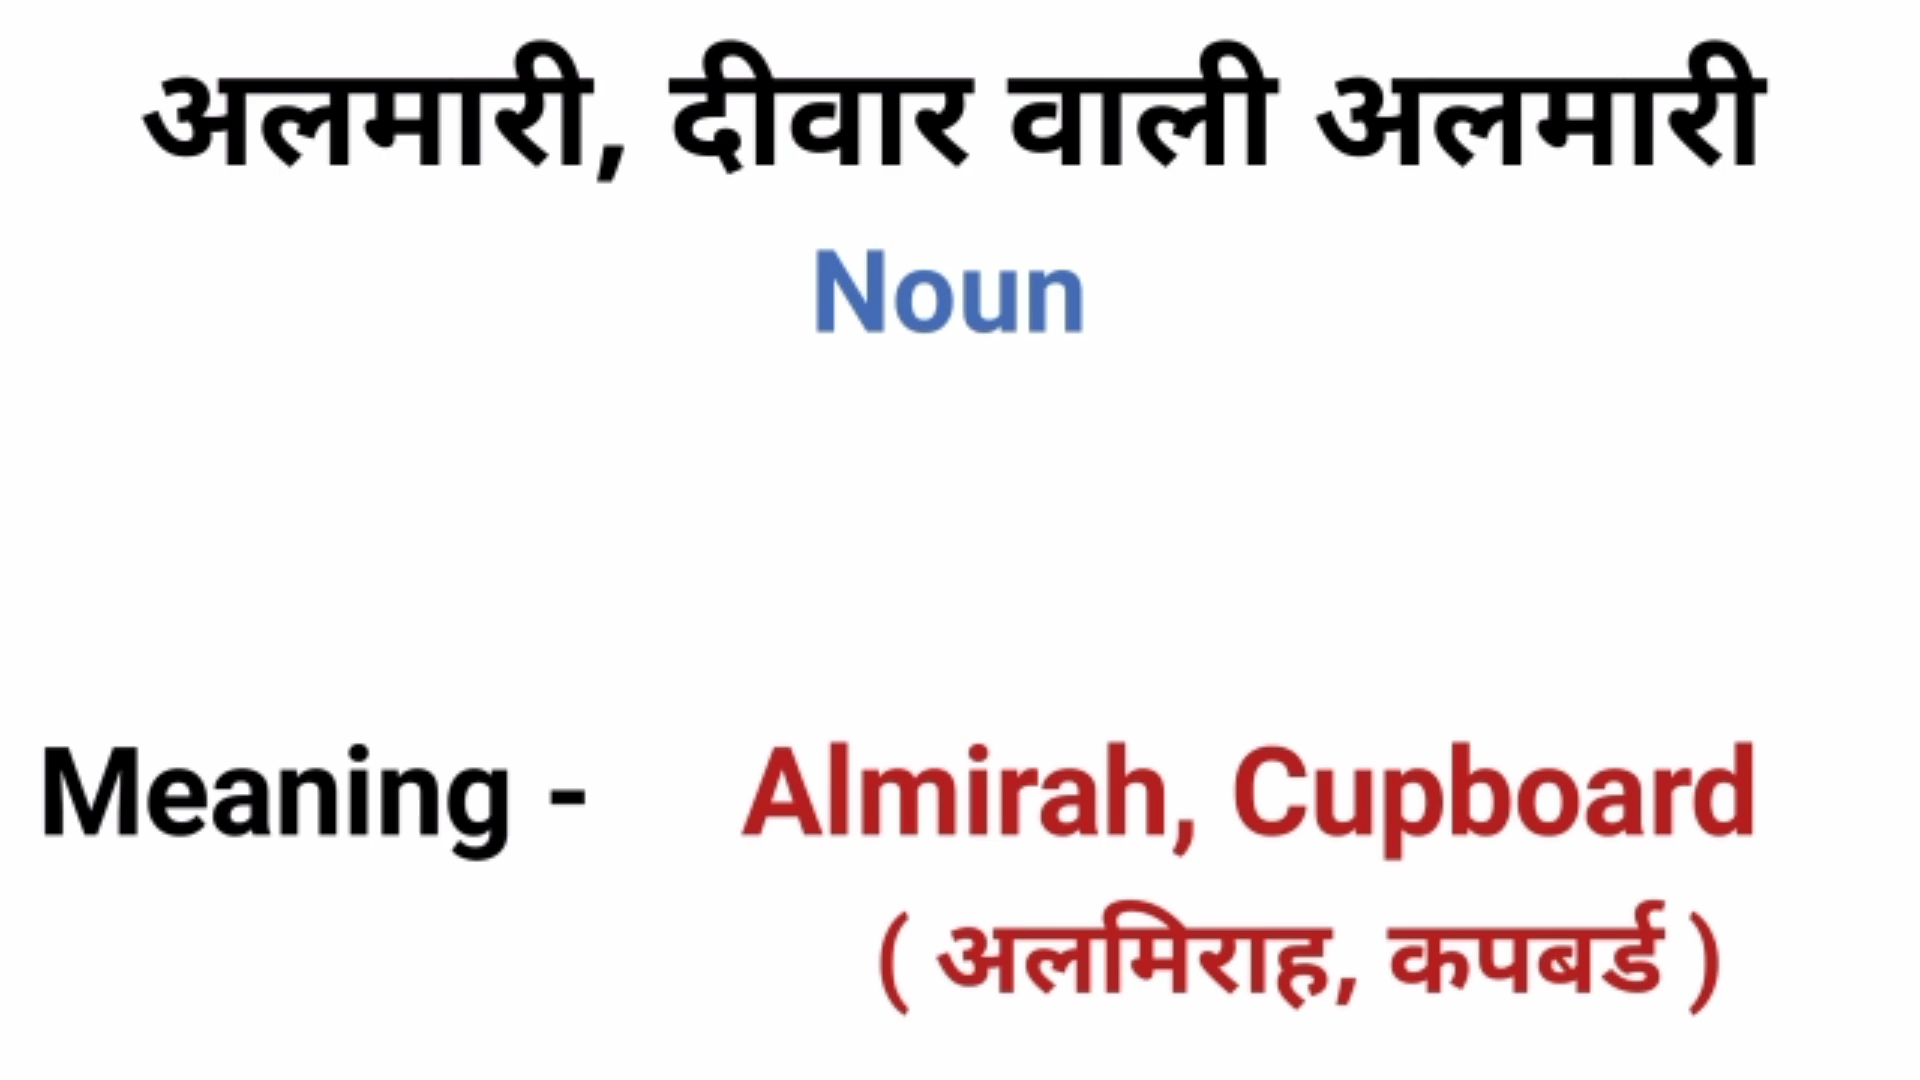 अलमारी, दीवार वाली अलमारी
Noun
Meaning - Almirah, Cupboard
( अलमिराह, कपबर्ड )